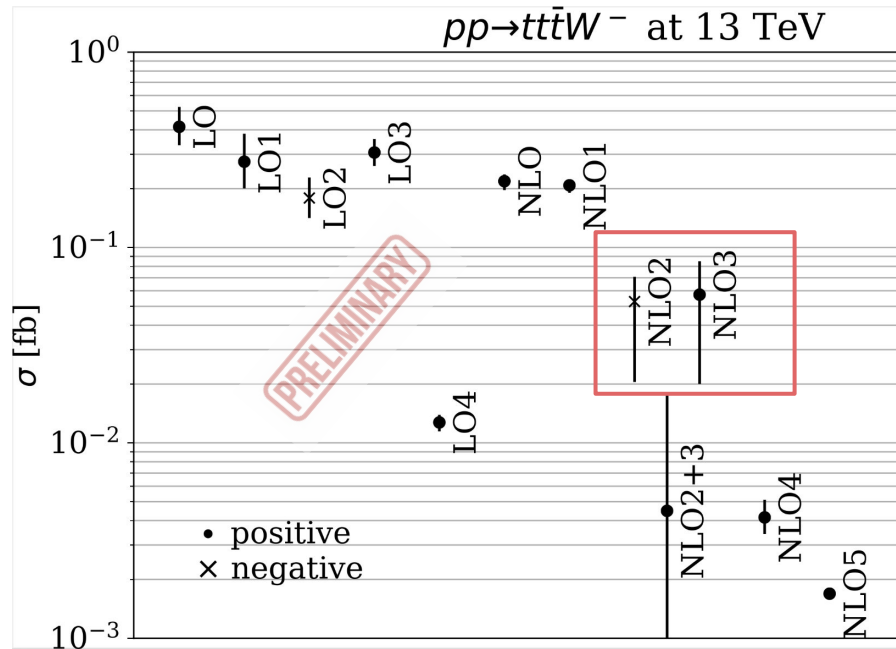 pp→tt\bar{t}W⁻ at 13 TeV
10⁰
LO
LO1
LO2
LO3
NLO
NLO1
10⁻¹
NLO2
NLO3
σ [fb]
PRELIMINARY
LO4
10⁻²
NLO2+3
NLO4
NLO5
• positive
× negative
10⁻³